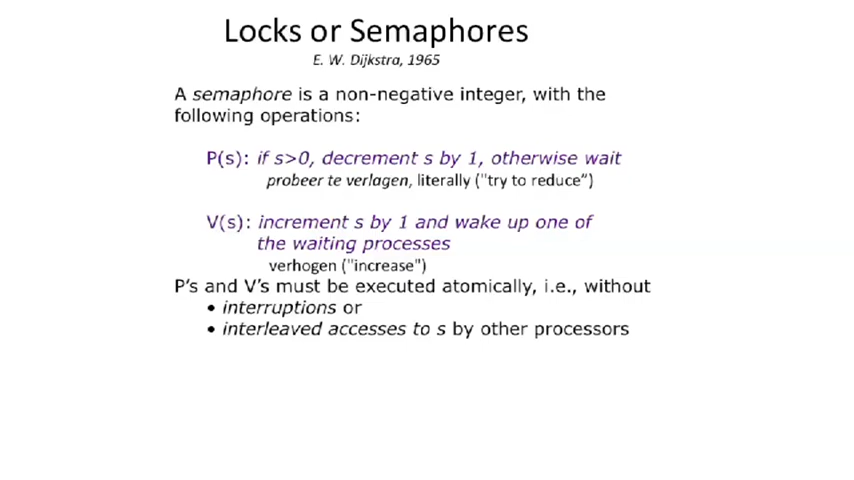 Locks or Semaphores
E. W. Dijkstra, 1965
A semaphore is a non-negative integer, with the
following operations:
P(s): if s>0, decrement s by 1, otherwise wait
probeer te verlagen, literally ("try to reduce")
V(s): increment s by 1 and wake up one of
the waiting processes
verhogen ("increase")
P's and V's must be executed atomically, i.e., without
• interruptions or
• interleaved accesses to s by other processors